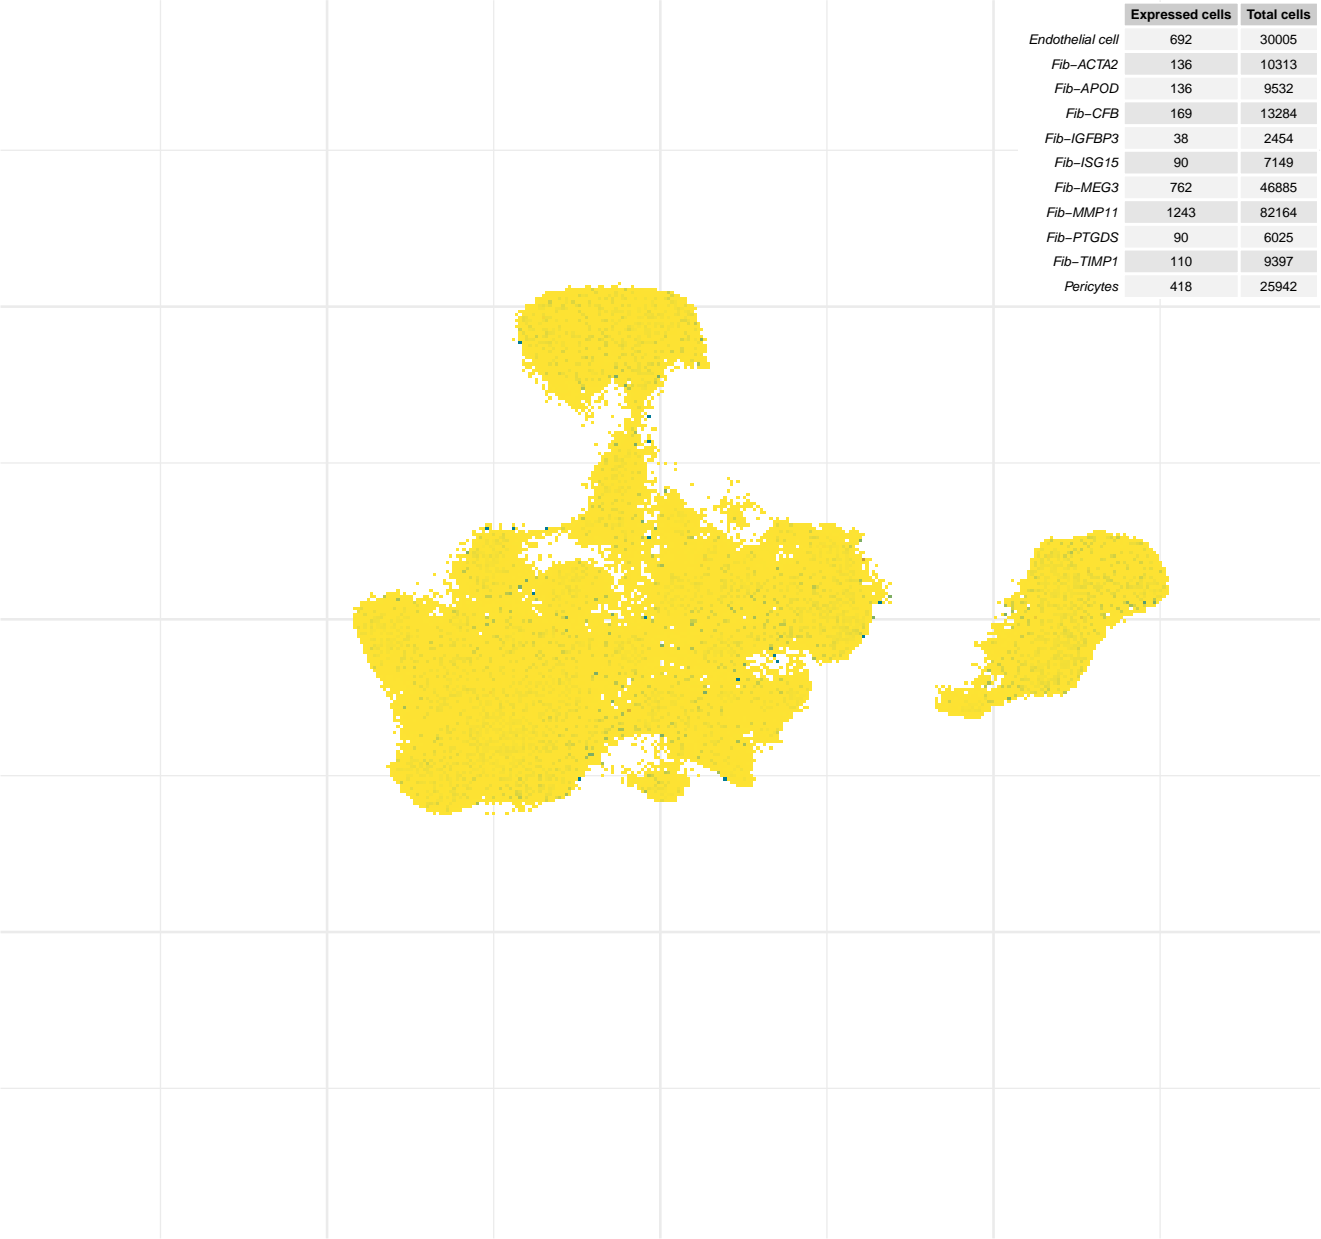 Expressed cells Total cells
Endothelial cell 692 30005
Fib−ACTA2 136 10313
Fib−APOD 136 9532
Fib−CFB 169 13284
Fib−IGFBP3 38 2454
Fib−ISG15 90 7149
Fib−MEG3 762 46885
Fib−MMP11 1243 82164
Fib−PTGDS 90 6025
Fib−TIMP1 110 9397
Pericytes 418 25942